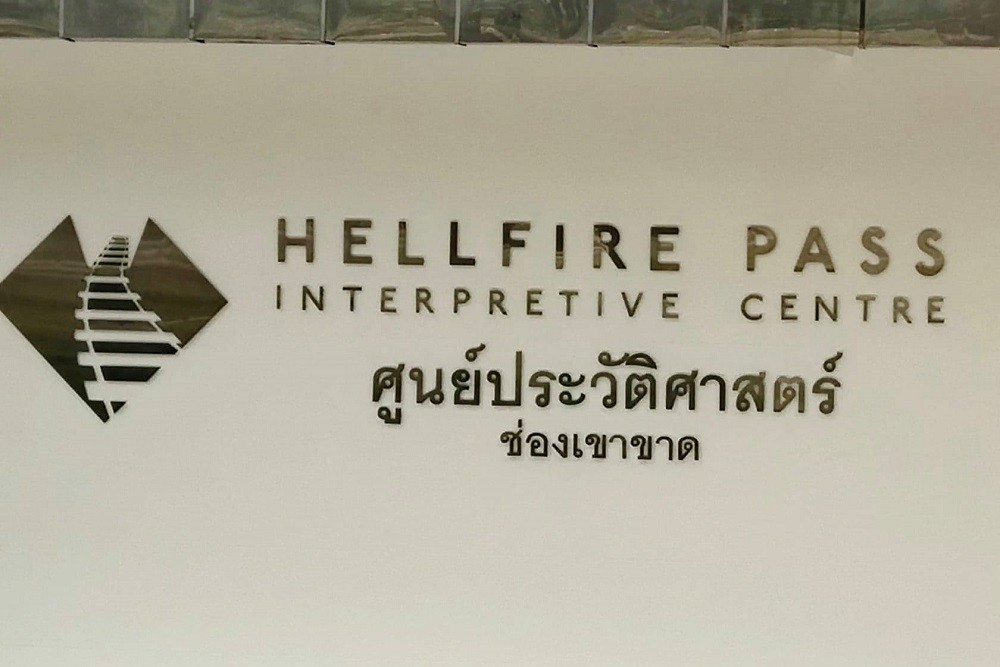 HELLFIRE PASS
INTERPRETIVE CENTRE
ศูนย์ประวัติศาสตร์
ช่องเขาขาด